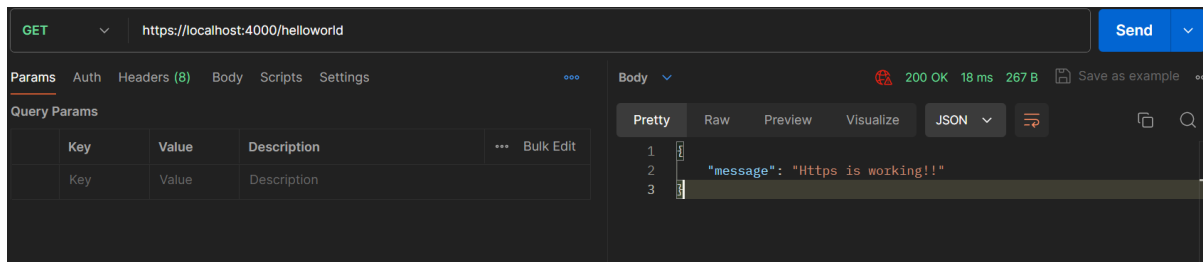 GET https://localhost:4000/helloworld Send
Params Auth Headers (8) Body Scripts Settings
Query Params
Key Value Description Bulk Edit
Key Value Description
Body 200 OK 18 ms 267 B Save as example
Pretty Raw Preview Visualize JSON
1 {
2 "message": "Https is working!!"
3 }